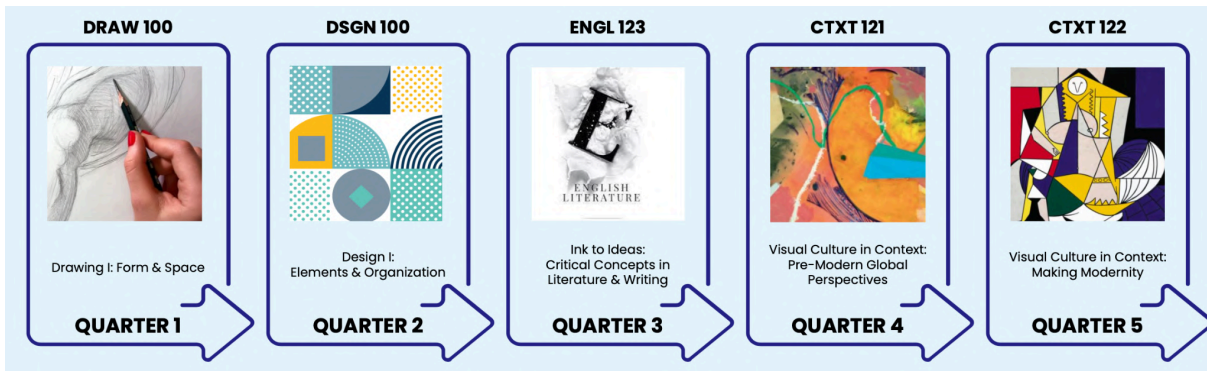 DRAW 100
DSGN 100
ENGL 123
CTXT 121
CTXT 122
V
E
ENGLISH
LITERATURE
Drawing I: Form & Space
Design I:
Elements & Organization
Ink to Ideas:
Critical Concepts in
Literature & Writing
Visual Culture in Context:
Pre-Modern Global
Perspectives
Visual Culture in Context:
Making Modernity
QUARTER 1
QUARTER 2
QUARTER 3
QUARTER 4
QUARTER 5